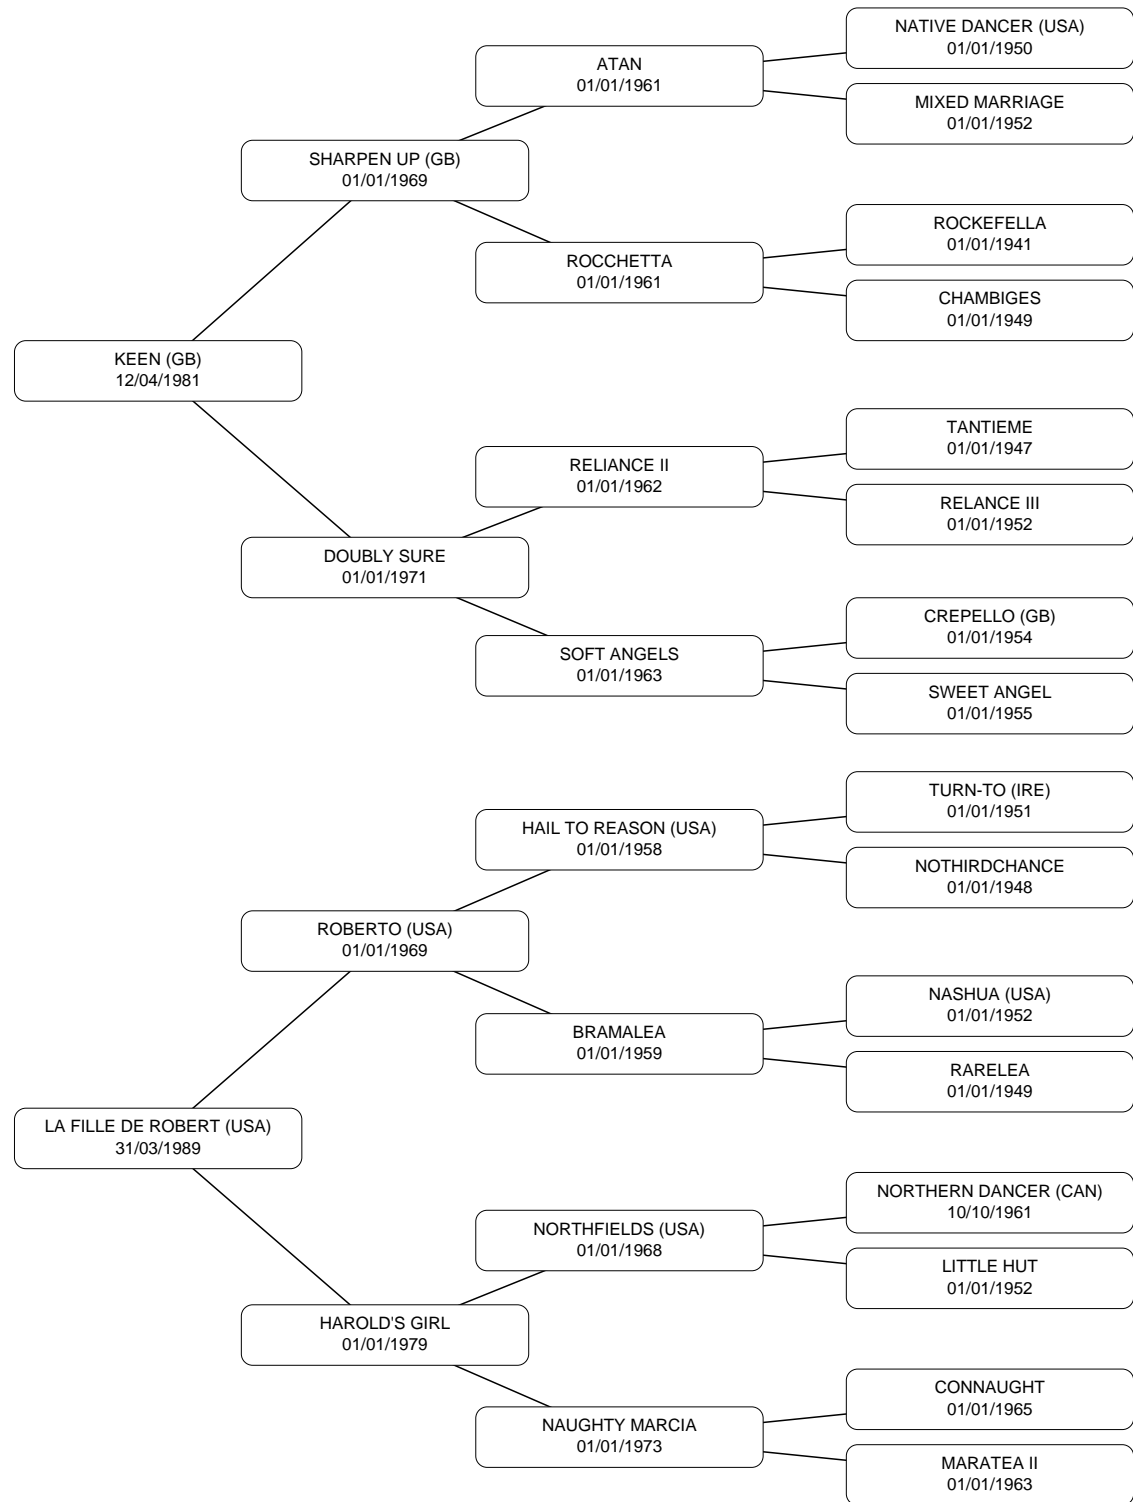 NATIVE DANCER (USA)
01/01/1950
ATAN
01/01/1961
MIXED MARRIAGE
01/01/1952
SHARPEN UP (GB)
01/01/1969
ROCKEFELLA
01/01/1941
ROCCHETTA
01/01/1961
CHAMBIGES
01/01/1949
KEEN (GB)
12/04/1981
TANTIEME
01/01/1947
RELIANCE II
01/01/1962
RELANCE III
01/01/1952
DOUBLY SURE
01/01/1971
CREPELLO (GB)
01/01/1954
SOFT ANGELS
01/01/1963
SWEET ANGEL
01/01/1955
TURN-TO (IRE)
01/01/1951
HAIL TO REASON (USA)
01/01/1958
NOTHIRDCHANCE
01/01/1948
ROBERTO (USA)
01/01/1969
NASHUA (USA)
01/01/1952
BRAMALEA
01/01/1959
RARELEA
01/01/1949
LA FILLE DE ROBERT (USA)
31/03/1989
NORTHERN DANCER (CAN)
10/10/1961
NORTHFIELDS (USA)
01/01/1968
LITTLE HUT
01/01/1952
HAROLD'S GIRL
01/01/1979
CONNAUGHT
01/01/1965
NAUGHTY MARCIA
01/01/1973
MARATEA II
01/01/1963